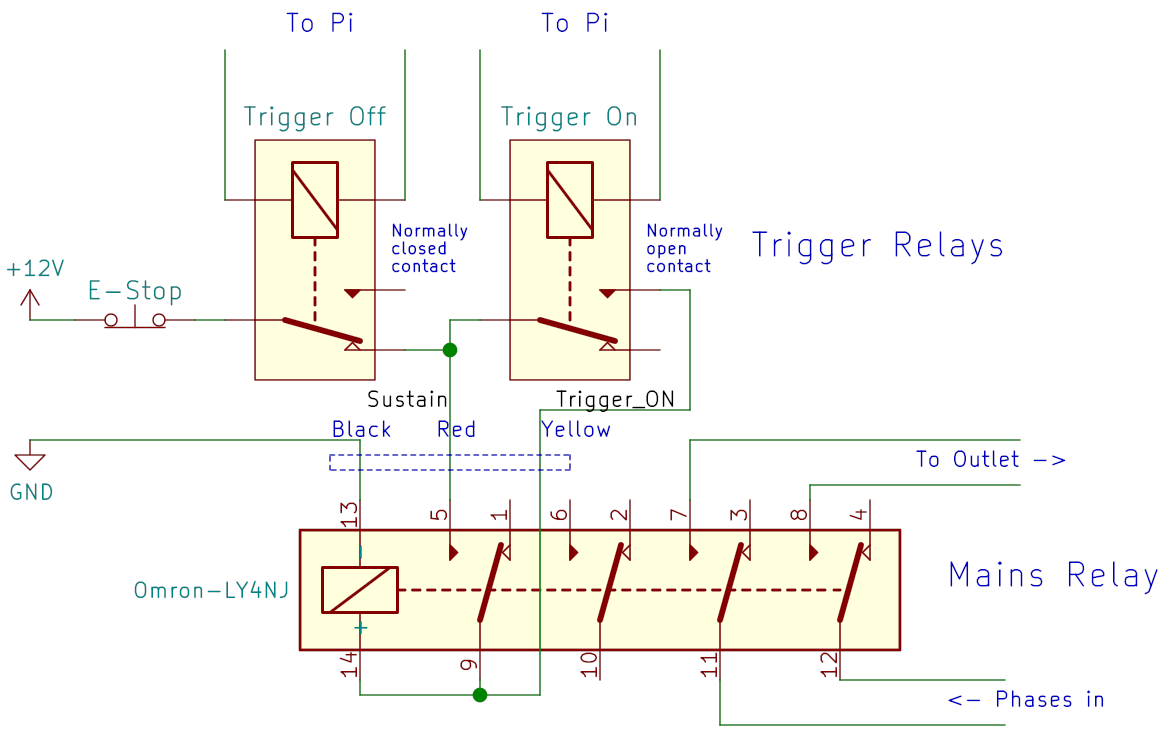 To Pi
To Pi
Trigger Off
Trigger On
Normally
closed
contact
Normally
open
contact
Trigger Relays
+12V
E-Stop
Sustain
Trigger_ON
Black
Red
Yellow
To Outlet ->
GND
13
5
1
6
2
7
3
8
4
-
Omron-LY4NJ
Mains Relay
+
14
9
10
11
12
<- Phases in